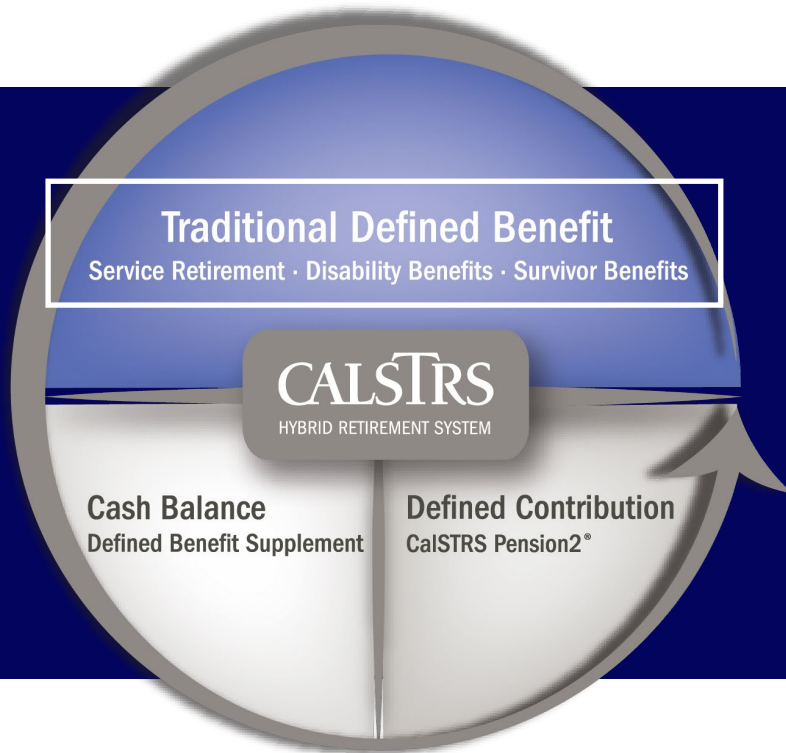 Traditional Defined Benefit
Service Retirement · Disability Benefits · Survivor Benefits
CALSTRS
HYBRID RETIREMENT SYSTEM
Cash Balance
Defined Benefit Supplement
Defined Contribution
CalSTRS Pension2®